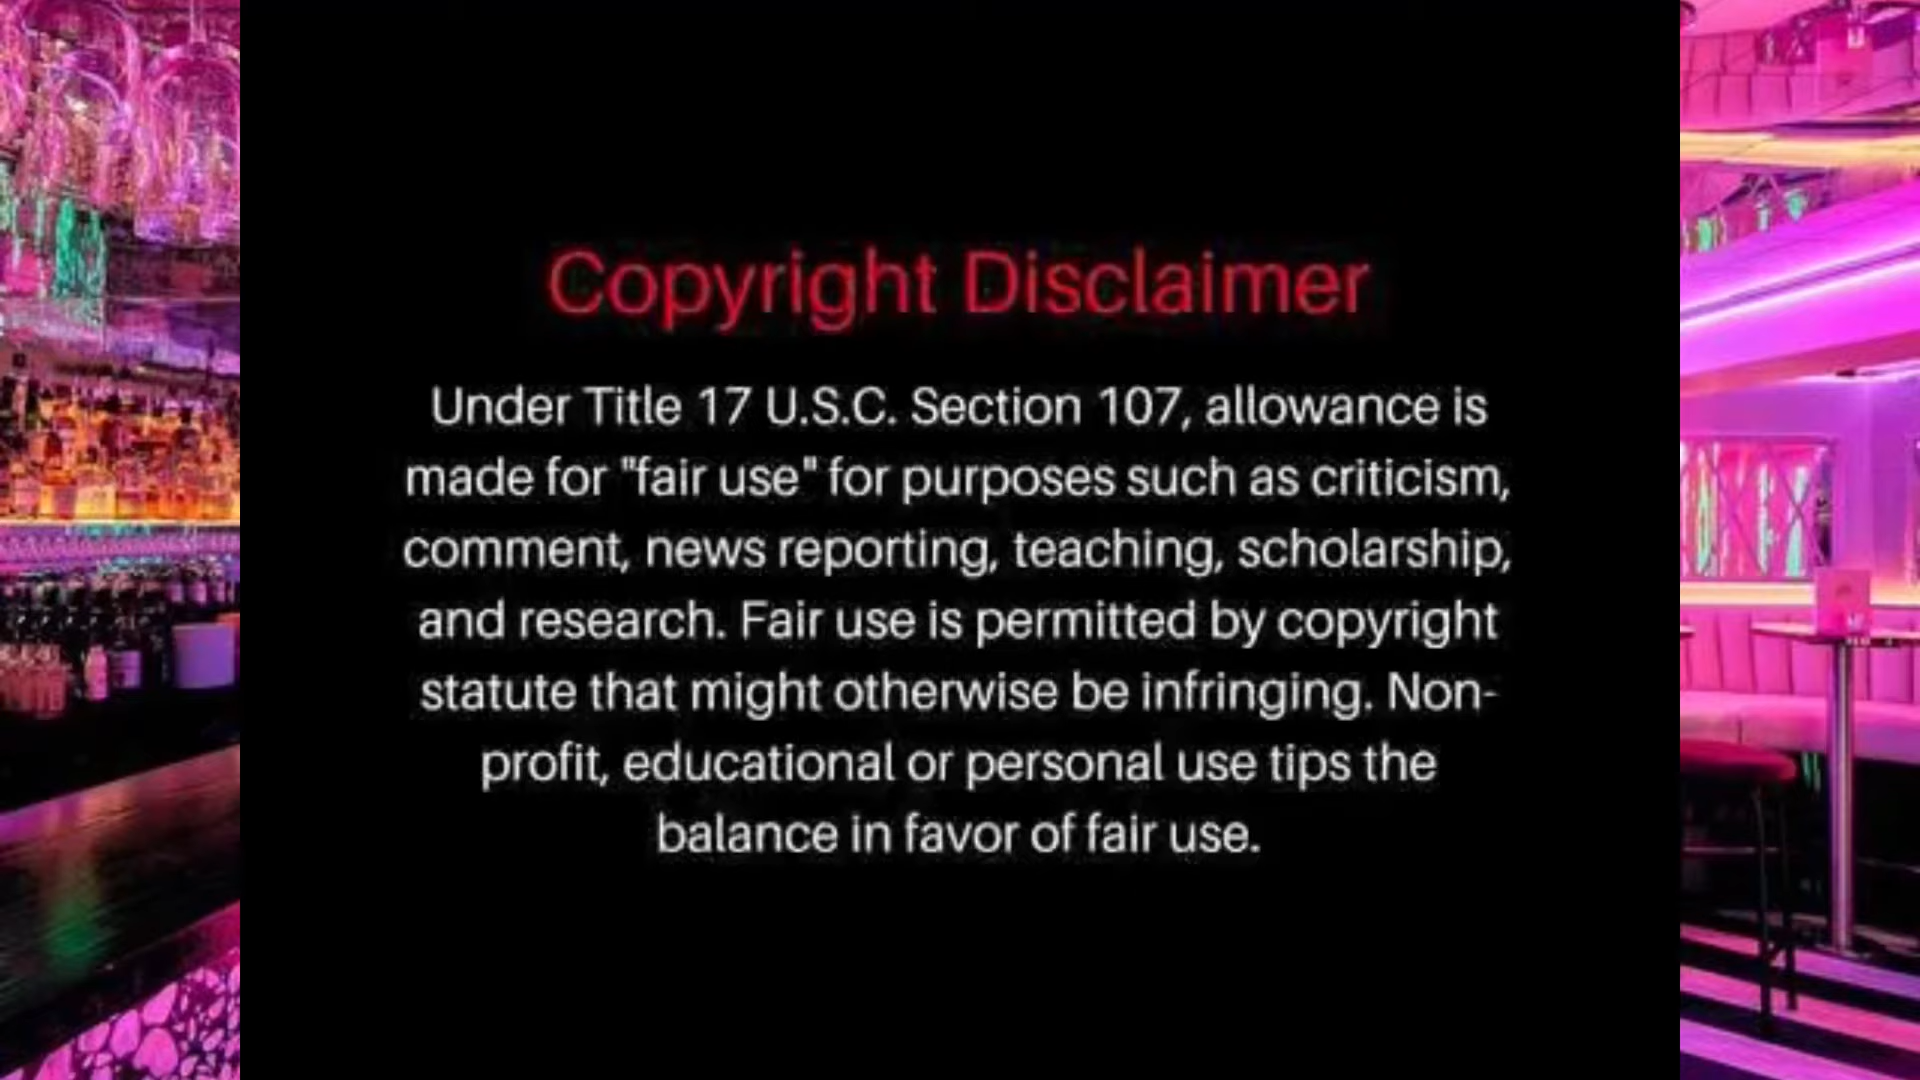 Copyright Disclaimer
Under Title 17 U.S.C. Section 107, allowance is
made for "fair use" for purposes such as criticism,
comment, news reporting, teaching, scholarship,
and research. Fair use is permitted by copyright
statute that might otherwise be infringing. Non-
profit, educational or personal use tips the
balance in favor of fair use.